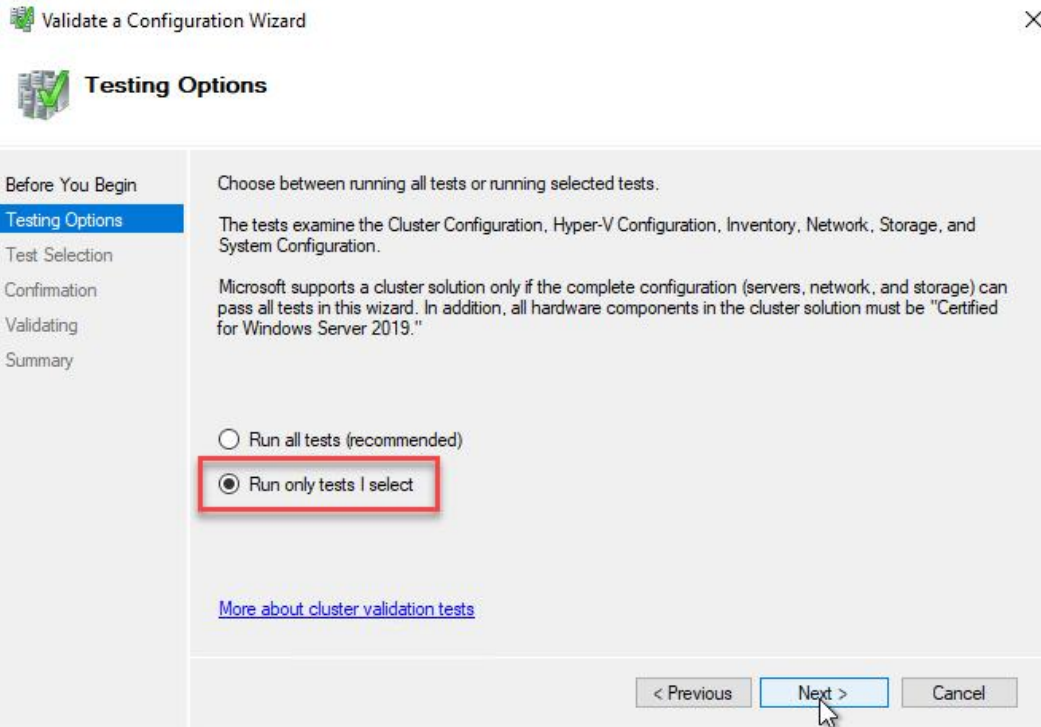 Validate a Configuration Wizard
Testing Options
Before You Begin
Testing Options
Test Selection
Confirmation
Validating
Summary
Choose between running all tests or running selected tests.
The tests examine the Cluster Configuration, Hyper-V Configuration, Inventory, Network, Storage, and
System Configuration.
Microsoft supports a cluster solution only if the complete configuration (servers, network, and storage) can
pass all tests in this wizard. In addition, all hardware components in the cluster solution must be "Certified
for Windows Server 2019."
Run all tests (recommended)
Run only tests I select
More about cluster validation tests
< Previous
Next >
Cancel